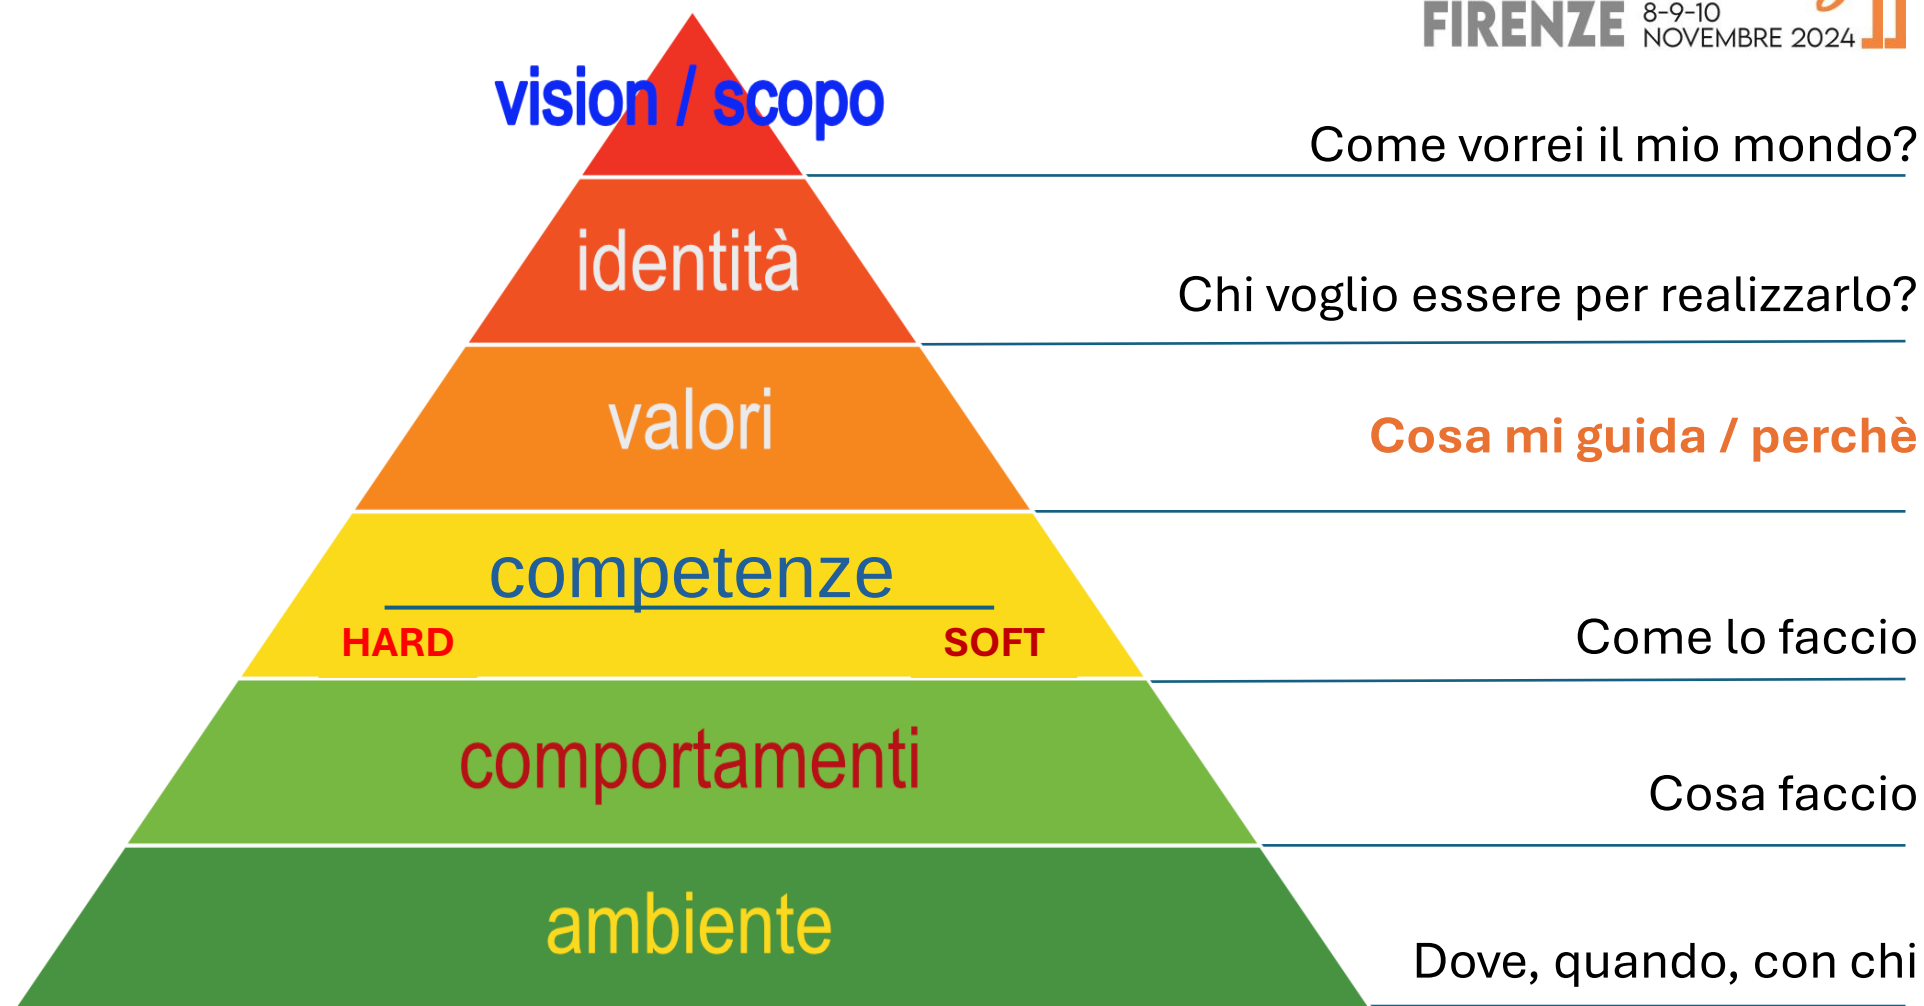 FIRENZE
8-9-10
NOVEMBRE 2024
vision / scopo
Come vorrei il mio mondo?
identità
Chi voglio essere per realizzarlo?
valori
Cosa mi guida / perchè
competenze
HARD
SOFT
Come lo faccio
comportamenti
Cosa faccio
ambiente
Dove, quando, con chi